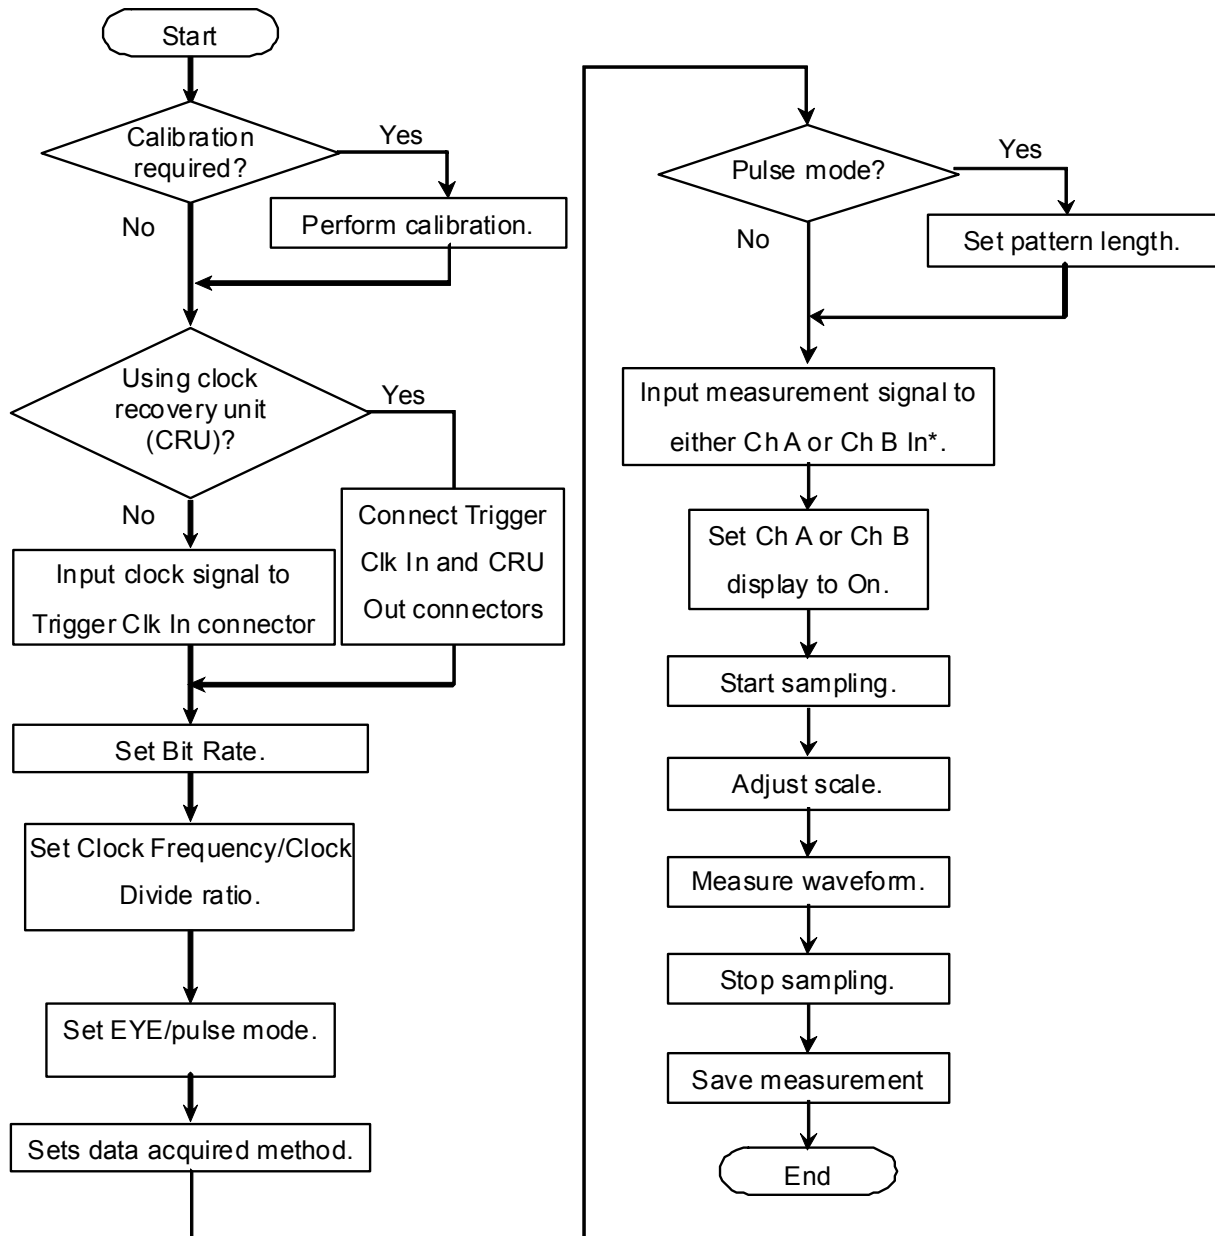 Start
Calibration
required?
Yes
No
Perform calibration.
Using clock
recovery unit
(CRU)?
Yes
No
Connect Trigger
Clk In and CRU
Out connectors
Input clock signal to
Trigger Clk In connector
Set Bit Rate.
Set Clock Frequency/Clock
Divide ratio.
Set EYE/pulse mode.
Sets data acquired method.
Pulse mode?
Yes
No
Set pattern length.
Input measurement signal to
either Ch A or Ch B In*.
Set Ch A or Ch B
display to On.
Start sampling.
Adjust scale.
Measure waveform.
Stop sampling.
Save measurement
End